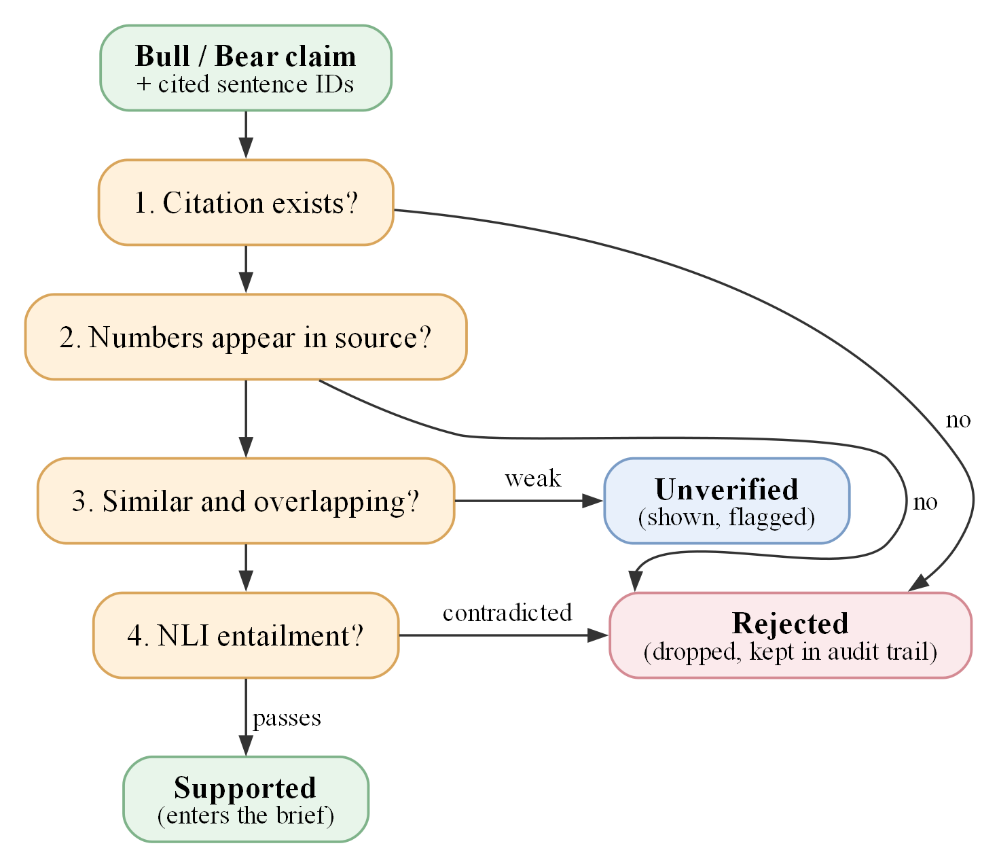 Bull / Bear claim
+ cited sentence IDs
1. Citation exists?
2. Numbers appear in source?
no
3. Similar and overlapping?
weak
Unverified
(shown, flagged)
no
4. NLI entailment?
contradicted
Rejected
(dropped, kept in audit trail)
passes
Supported
(enters the brief)